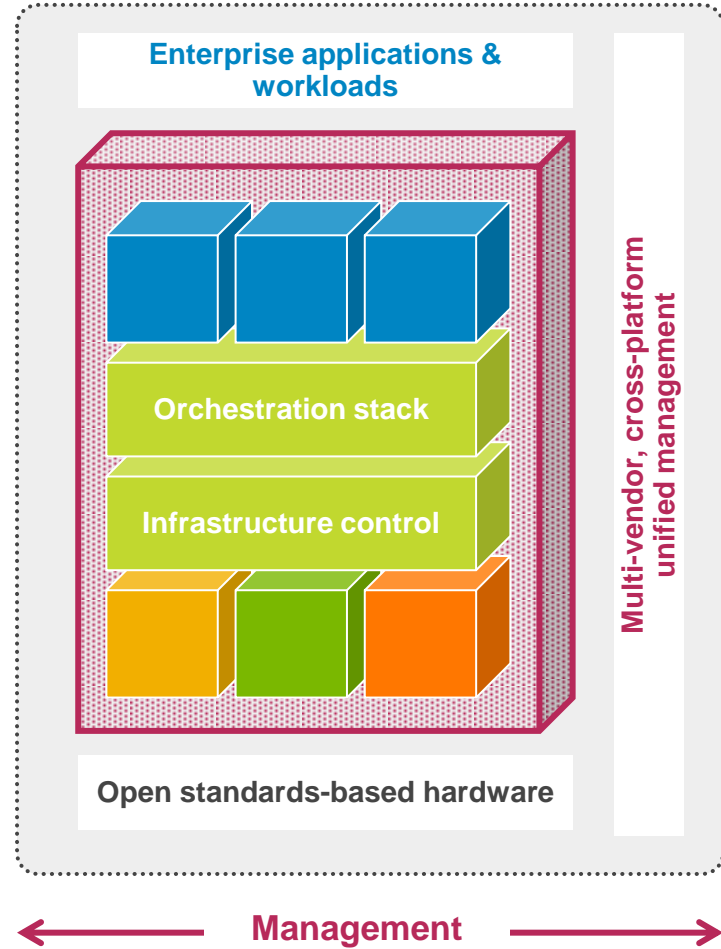 Enterprise applications &
workloads
Orchestration stack
Infrastructure control
Open standards-based hardware
Multi-vendor, cross-platform
unified management
Management